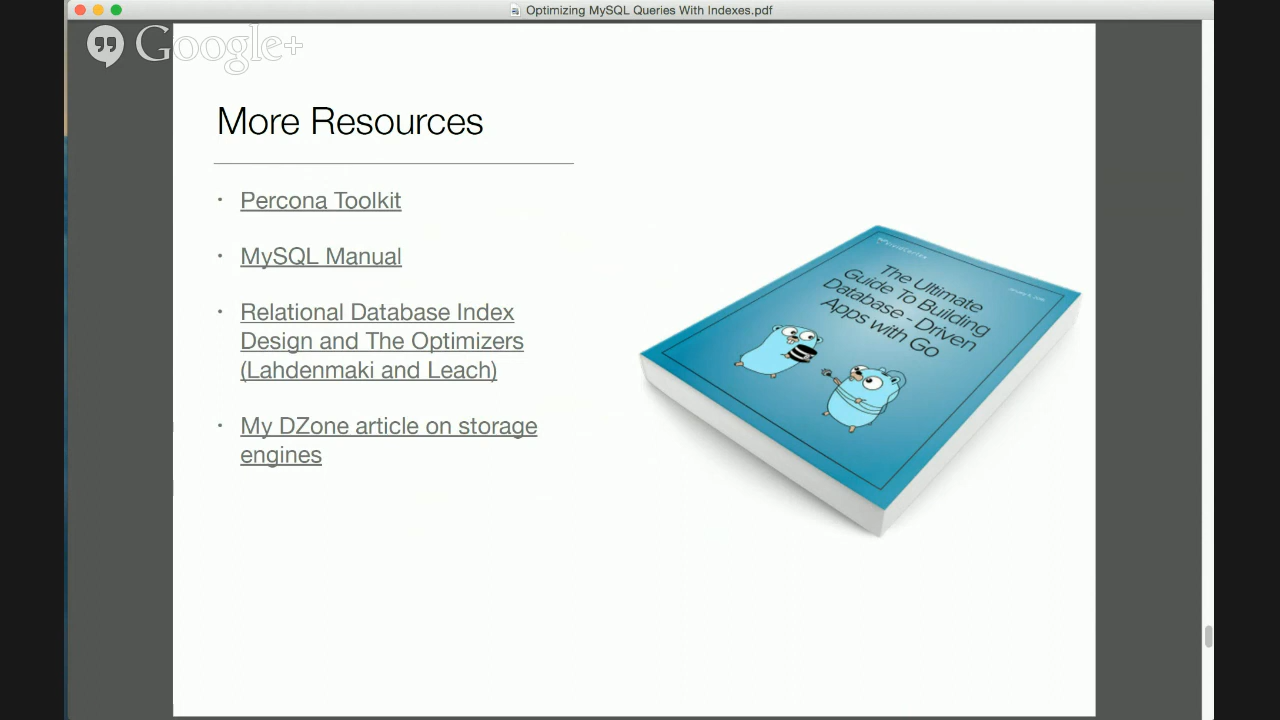 Optimizing MySQL Queries With Indexes.pdf
Google+
More Resources
• Percona Toolkit
• MySQL Manual
• Relational Database Index
Design and The Optimizers
(Lahdenmaki and Leach)
• My DZone article on storage
engines
The Ultimate
Guide To Building
Database - Driven
Apps with Go